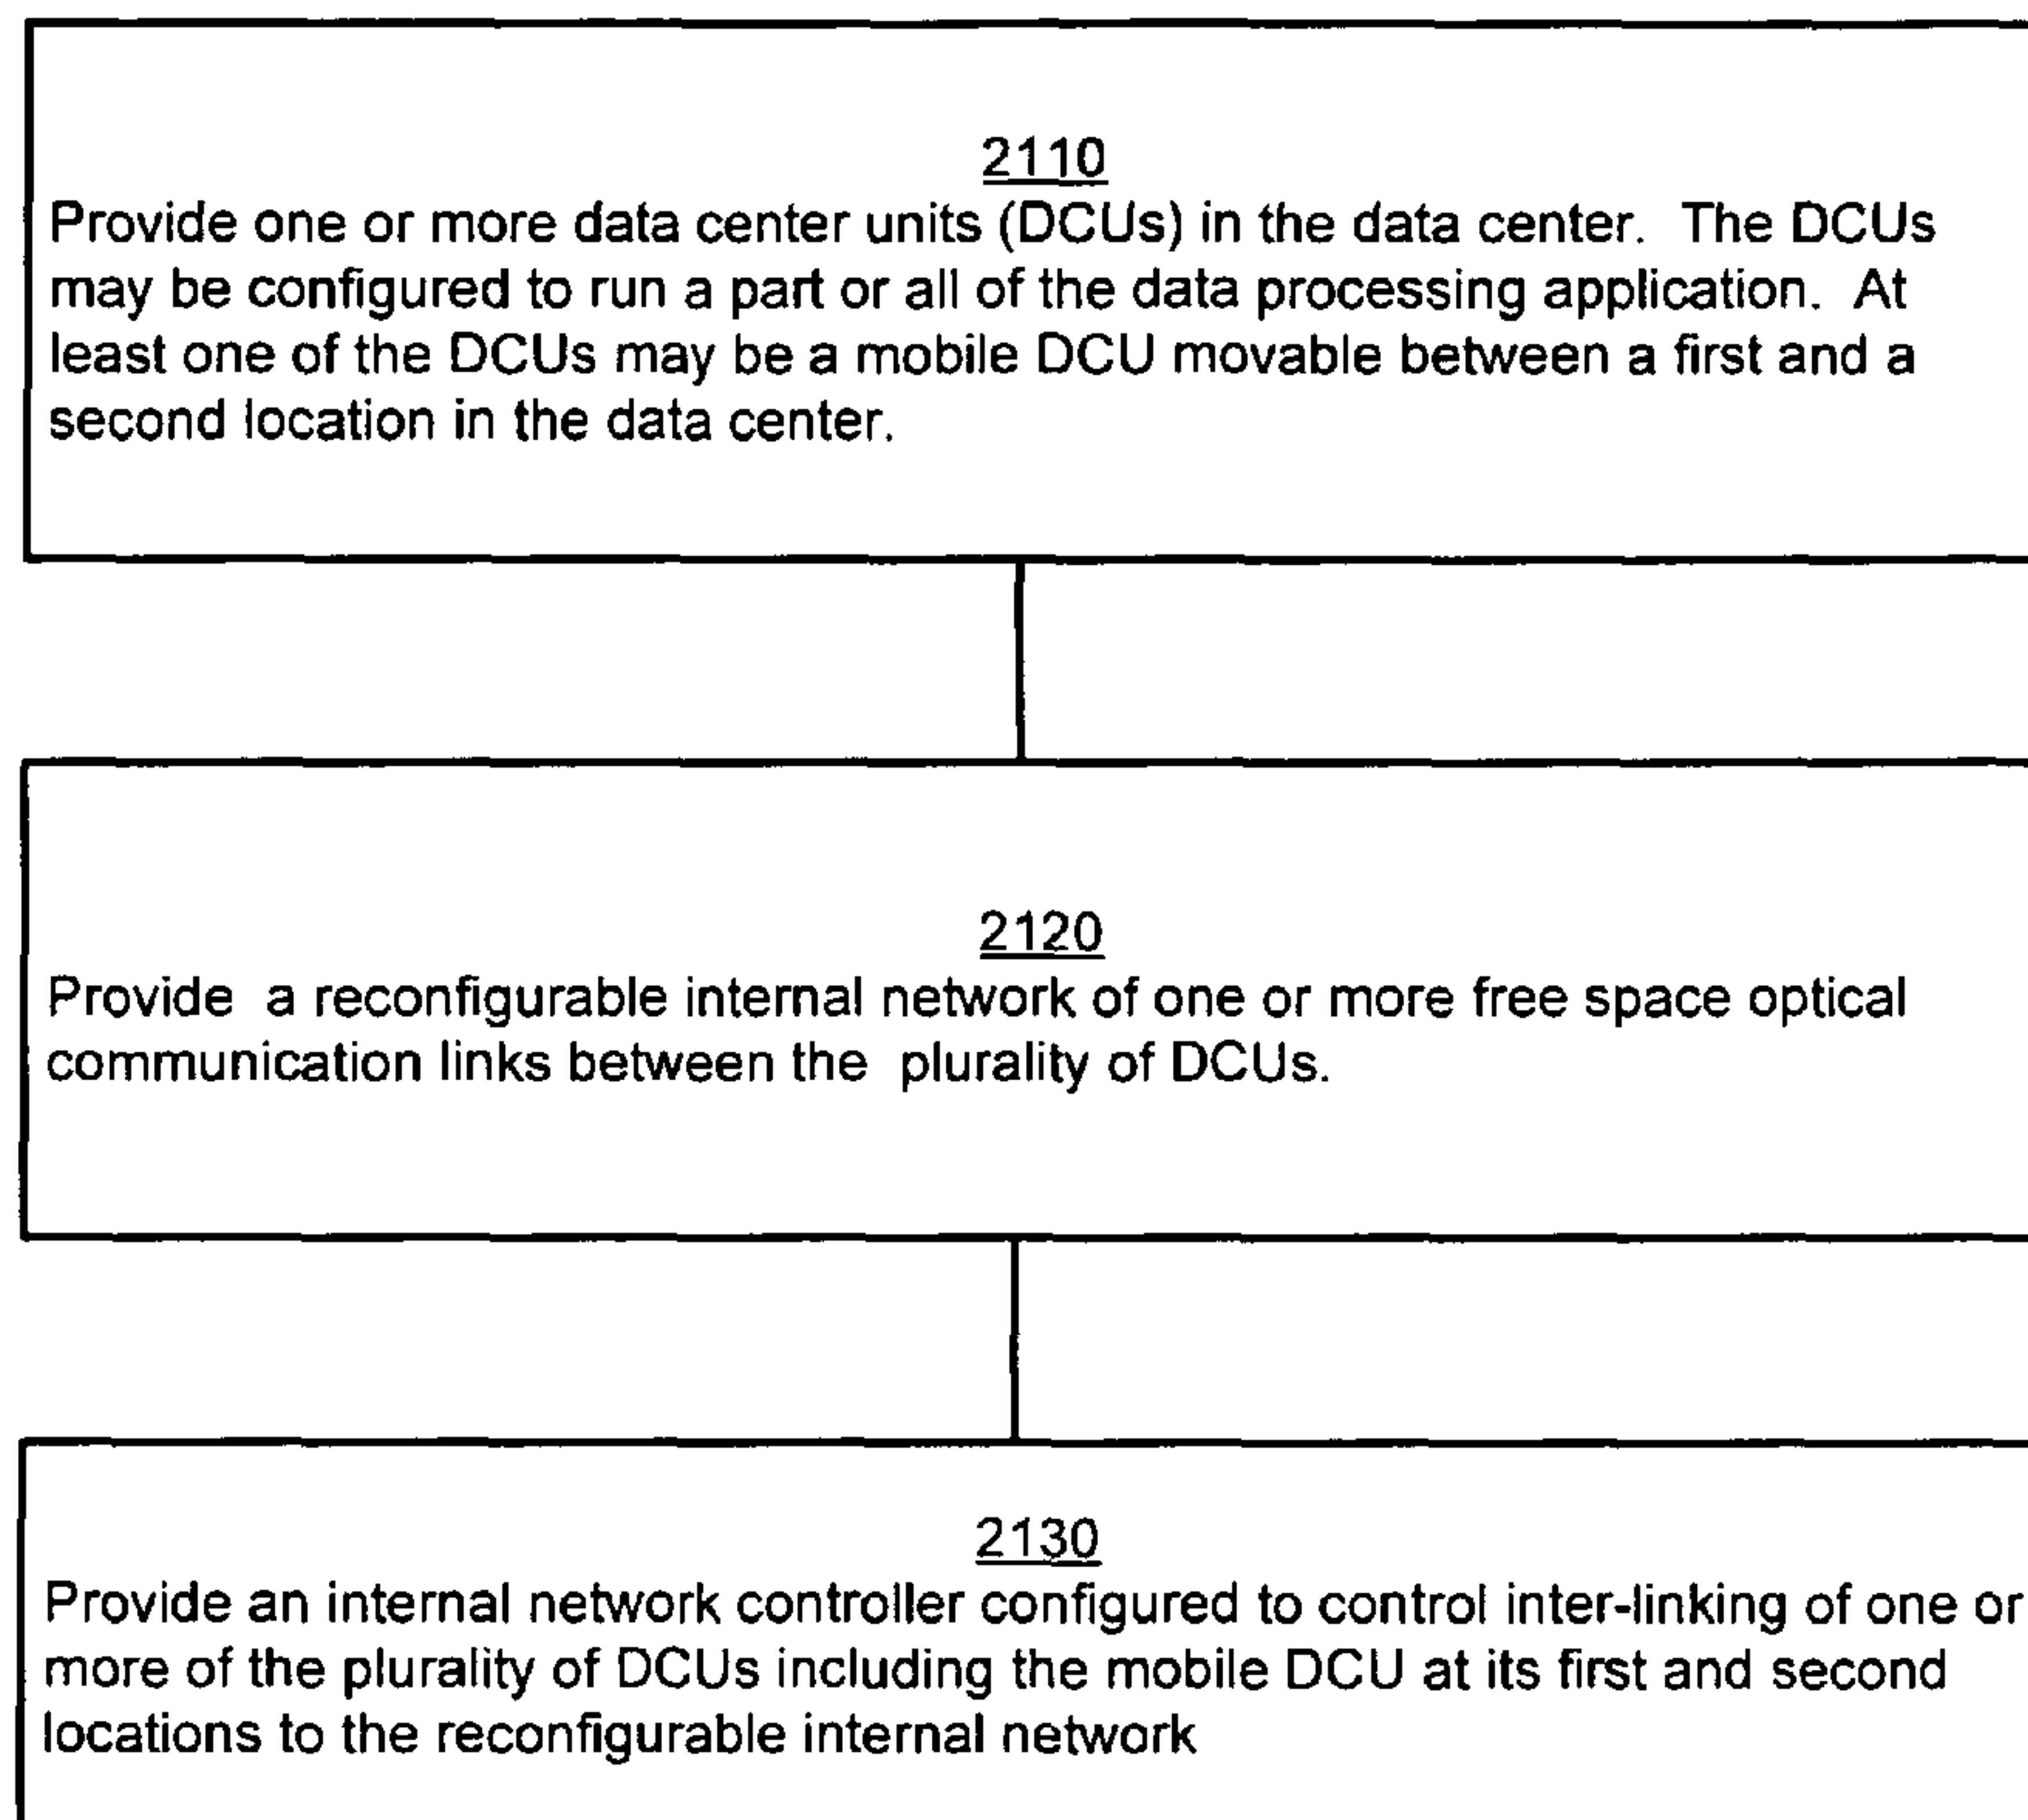 2110
Provide one or more data center units (DCUs) in the data center.  The DCUs
may be configured to run a part or all of the data processing application.  At
least one of the DCUs may be a mobile DCU movable between a first and a
second location in the data center.
2120
Provide  a reconfigurable internal network of one or more free space optical
communication links between the  plurality of DCUs.
2130
Provide an internal network controller configured to control inter-linking of one or
more of the plurality of DCUs including the mobile DCU at its first and second
locations to the reconfigurable internal network